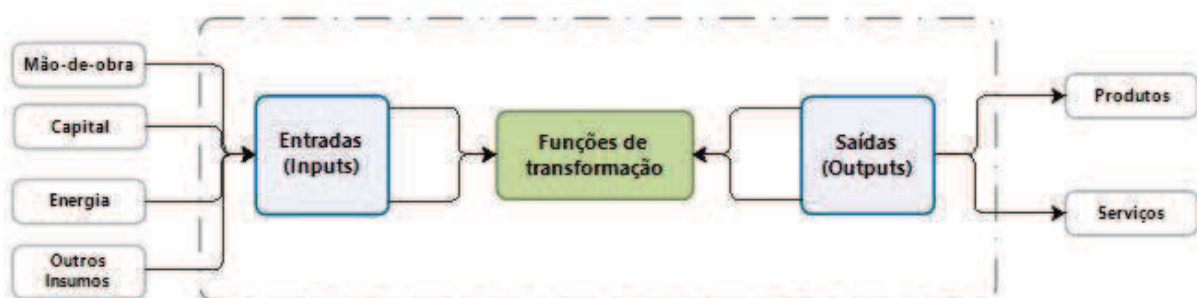 Mão-de-obra
Capital
Energia
Outros
Insumos
Entradas
(Inputs)
Funções de
transformação
Saídas
(Outputs)
Produtos
Serviços